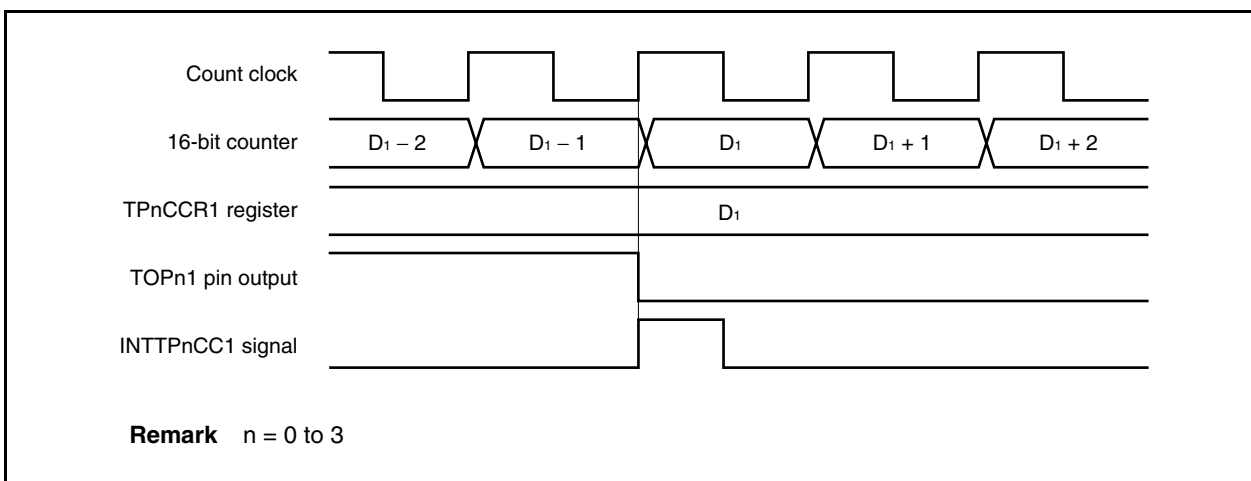 Count clock
16-bit counter D₁ – 2 D₁ – 1 D₁ D₁ + 1 D₁ + 2
TPnCCR1 register D₁
TOPn1 pin output
INTTPnCC1 signal
Remark n = 0 to 3